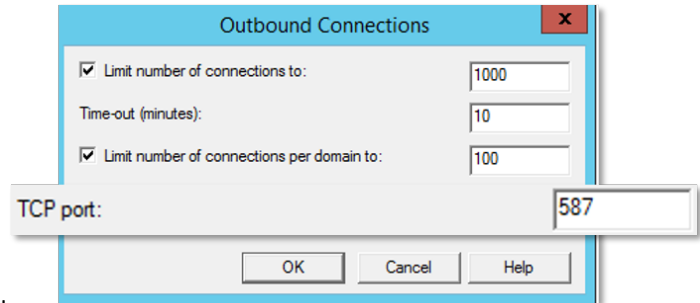 Outbound Connections
x
Limit number of connections to: 1000
Time-out (minutes): 10
Limit number of connections per domain to: 100
TCP port: 587
OK Cancel Help
.